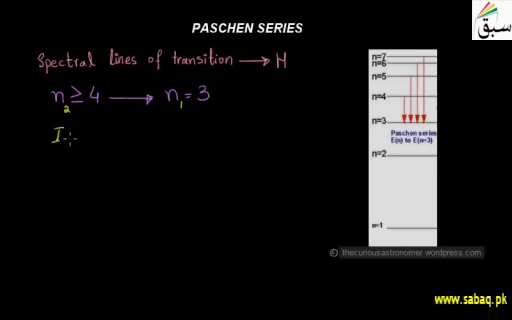 PASCHEN SERIES
سبق
Spectral lines of transition → H
n₂ ≥ 4 → n₁ = 3
I
n=7
n=6
n=5
n=4
n=3
Paschen series
E(n) to E(n=3)
n=2
n=1
© thecuriousastronomer.wordpress.com
www.sabaq.pk